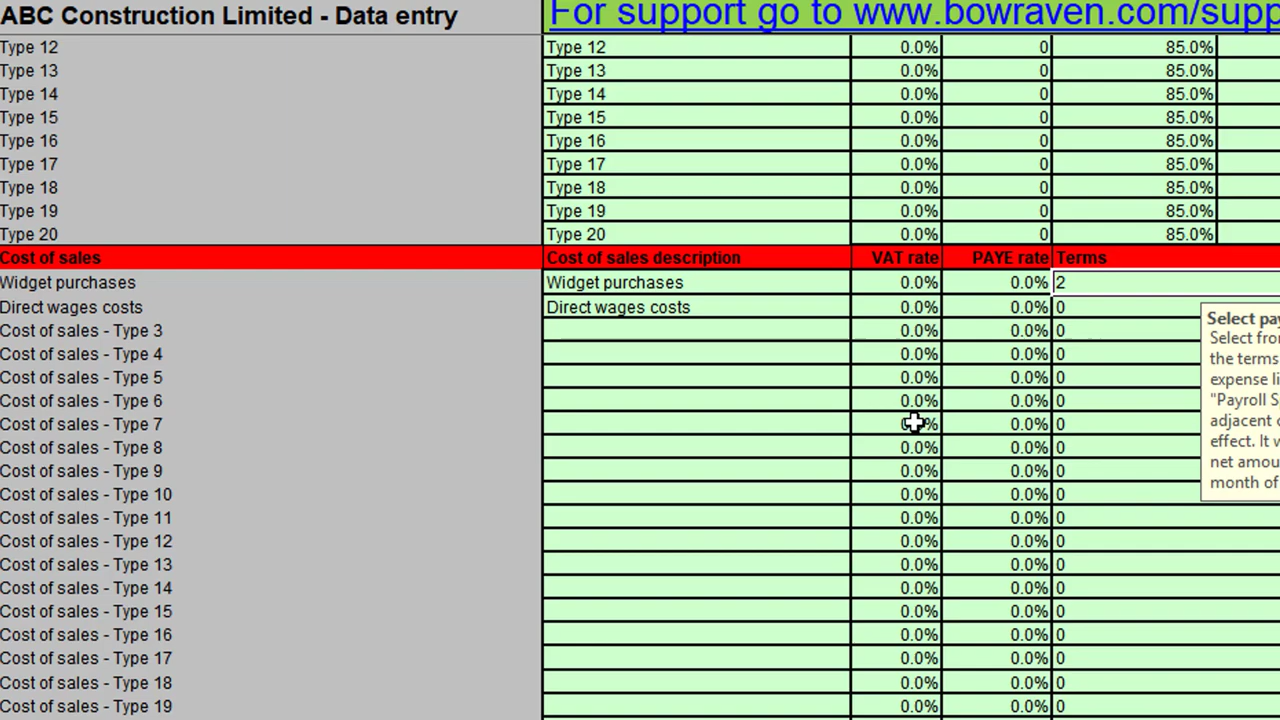 ABC Construction Limited - Data entry For support go to www.bowraven.com/supp
Type 12 Type 12 0.0% 0 85.0%
Type 13 Type 13 0.0% 0 85.0%
Type 14 Type 14 0.0% 0 85.0%
Type 15 Type 15 0.0% 0 85.0%
Type 16 Type 16 0.0% 0 85.0%
Type 17 Type 17 0.0% 0 85.0%
Type 18 Type 18 0.0% 0 85.0%
Type 19 Type 19 0.0% 0 85.0%
Type 20 Type 20 0.0% 0 85.0%
Cost of sales Cost of sales description VAT rate PAYE rate Terms
Widget purchases Widget purchases 0.0% 0.0% 2
Direct wages costs Direct wages costs 0.0% 0.0% 0
Cost of sales - Type 3 0.0% 0.0% 0
Cost of sales - Type 4 0.0% 0.0% 0
Cost of sales - Type 5 0.0% 0.0% 0
Cost of sales - Type 6 0.0% 0.0% 0
Cost of sales - Type 7 0.0% 0
Cost of sales - Type 8 0.0% 0.0% 0
Cost of sales - Type 9 0.0% 0.0% 0
Cost of sales - Type 10 0.0% 0.0% 0
Cost of sales - Type 11 0.0% 0.0% 0
Cost of sales - Type 12 0.0% 0.0% 0
Cost of sales - Type 13 0.0% 0.0% 0
Cost of sales - Type 14 0.0% 0.0% 0
Cost of sales - Type 15 0.0% 0.0% 0
Cost of sales - Type 16 0.0% 0.0% 0
Cost of sales - Type 17 0.0% 0.0% 0
Cost of sales - Type 18 0.0% 0.0% 0
Cost of sales - Type 19 0.0% 0.0% 0
Select pay
Select fro
the terms
expense li
"Payroll S
adjacent
effect. It w
net amou
month of